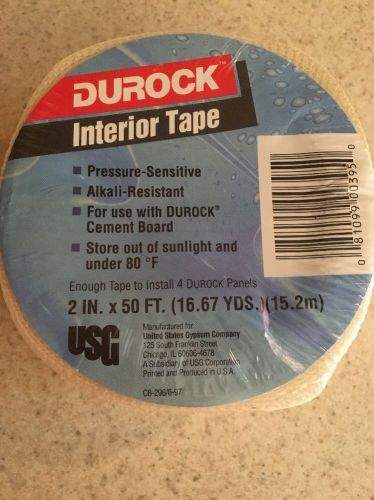 DUROCK™
Interior Tape
■ Pressure-Sensitive
■ Alkali-Resistant
■ For use with DUROCK®
Cement Board
■ Store out of sunlight and
under 80 °F
Enough Tape to Install 4 DUROCK Panels
2 IN. x 50 FT. (16.67 YDS.)(15.2m)
USG
Manufactured for
United States Gypsum Company
125 South Franklin Street
Chicago, IL 60606-4678
A Subsidiary of USG Corporation
Printed and Produced in U.S.A.
CB-296/6-97
0 81099 00395 0